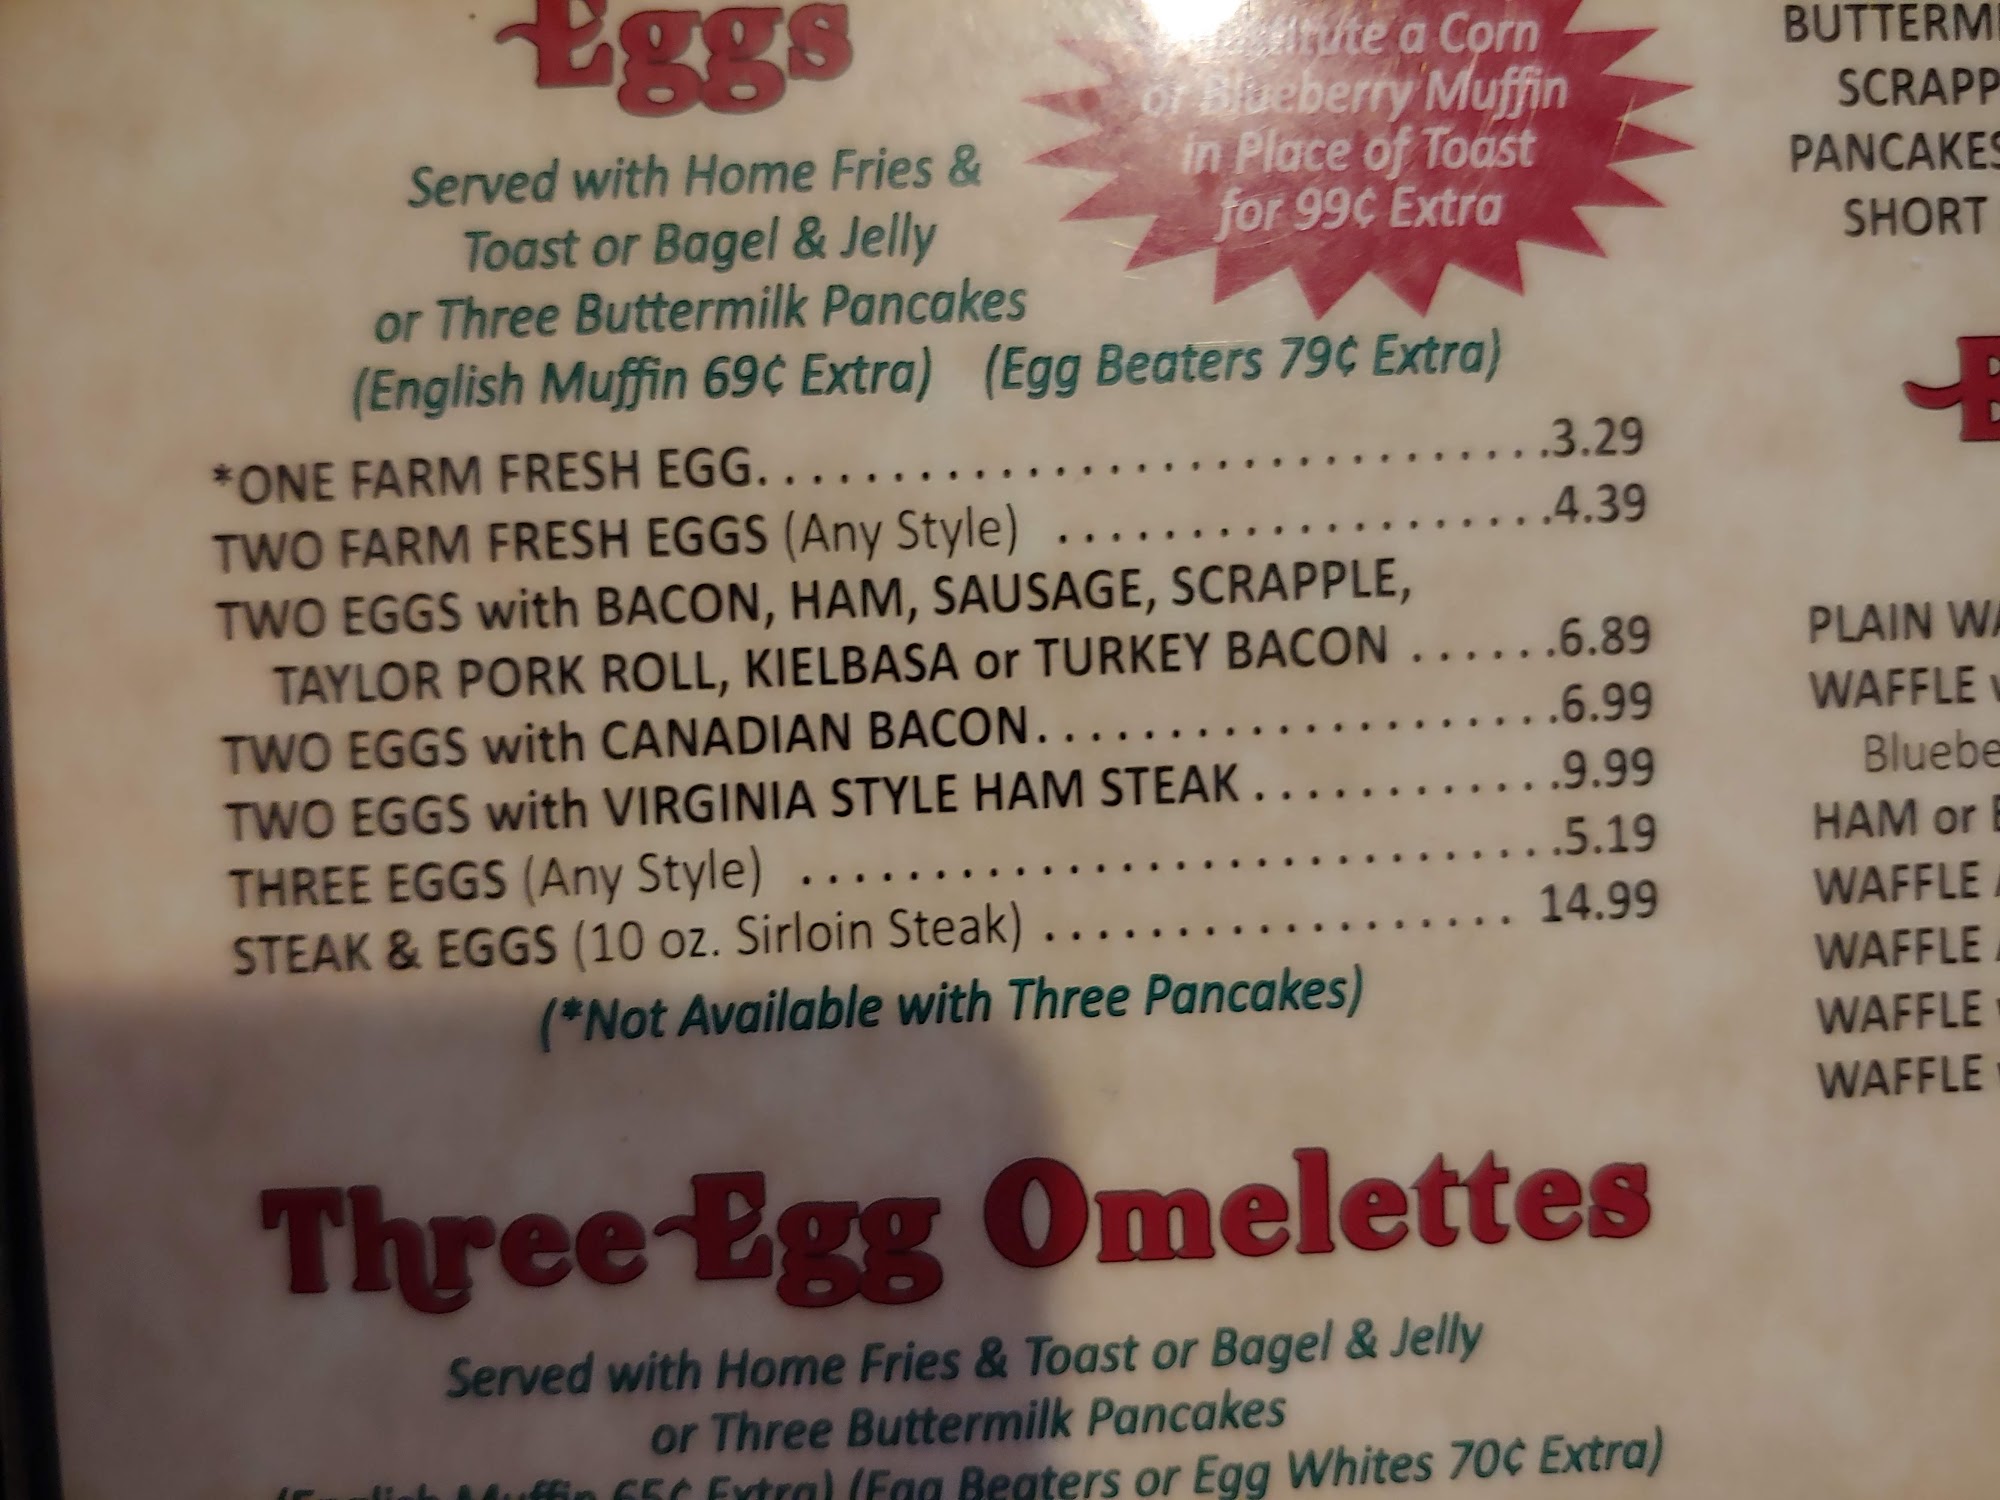 Eggs
Served with Home Fries &
Toast or Bagel & Jelly
or Three Buttermilk Pancakes
(English Muffin 69¢ Extra) (Egg Beaters 79¢ Extra)
a Corn
or Blueberry Muffin
in Place of Toast
for 99¢ Extra
*ONE FARM FRESH EGG. . . . . . . . . . . . . . . . . . . . . . . . . . . . . .3.29
TWO FARM FRESH EGGS (Any Style) . . . . . . . . . . . . . . . . . . .4.39
TWO EGGS with BACON, HAM, SAUSAGE, SCRAPPLE,
TAYLOR PORK ROLL, KIELBASA or TURKEY BACON . . . . . .6.89
TWO EGGS with CANADIAN BACON. . . . . . . . . . . . . . . . . . . .6.99
TWO EGGS with VIRGINIA STYLE HAM STEAK . . . . . . . . . . . .9.99
THREE EGGS (Any Style) . . . . . . . . . . . . . . . . . . . . . . . . . . . . .5.19
STEAK & EGGS (10 oz. Sirloin Steak) . . . . . . . . . . . . . . . . . . 14.99
(*Not Available with Three Pancakes)
Three Egg Omelettes
Served with Home Fries & Toast or Bagel & Jelly
or Three Buttermilk Pancakes
(English Muffin 65¢ Extra) (Egg Beaters or Egg Whites 70¢ Extra)
BUTTERM
SCRAPP
PANCAKES
SHORT
PLAIN WA
WAFFLE
Bluebe
HAM or
WAFFLE
WAFFLE
WAFFLE
WAFFLE